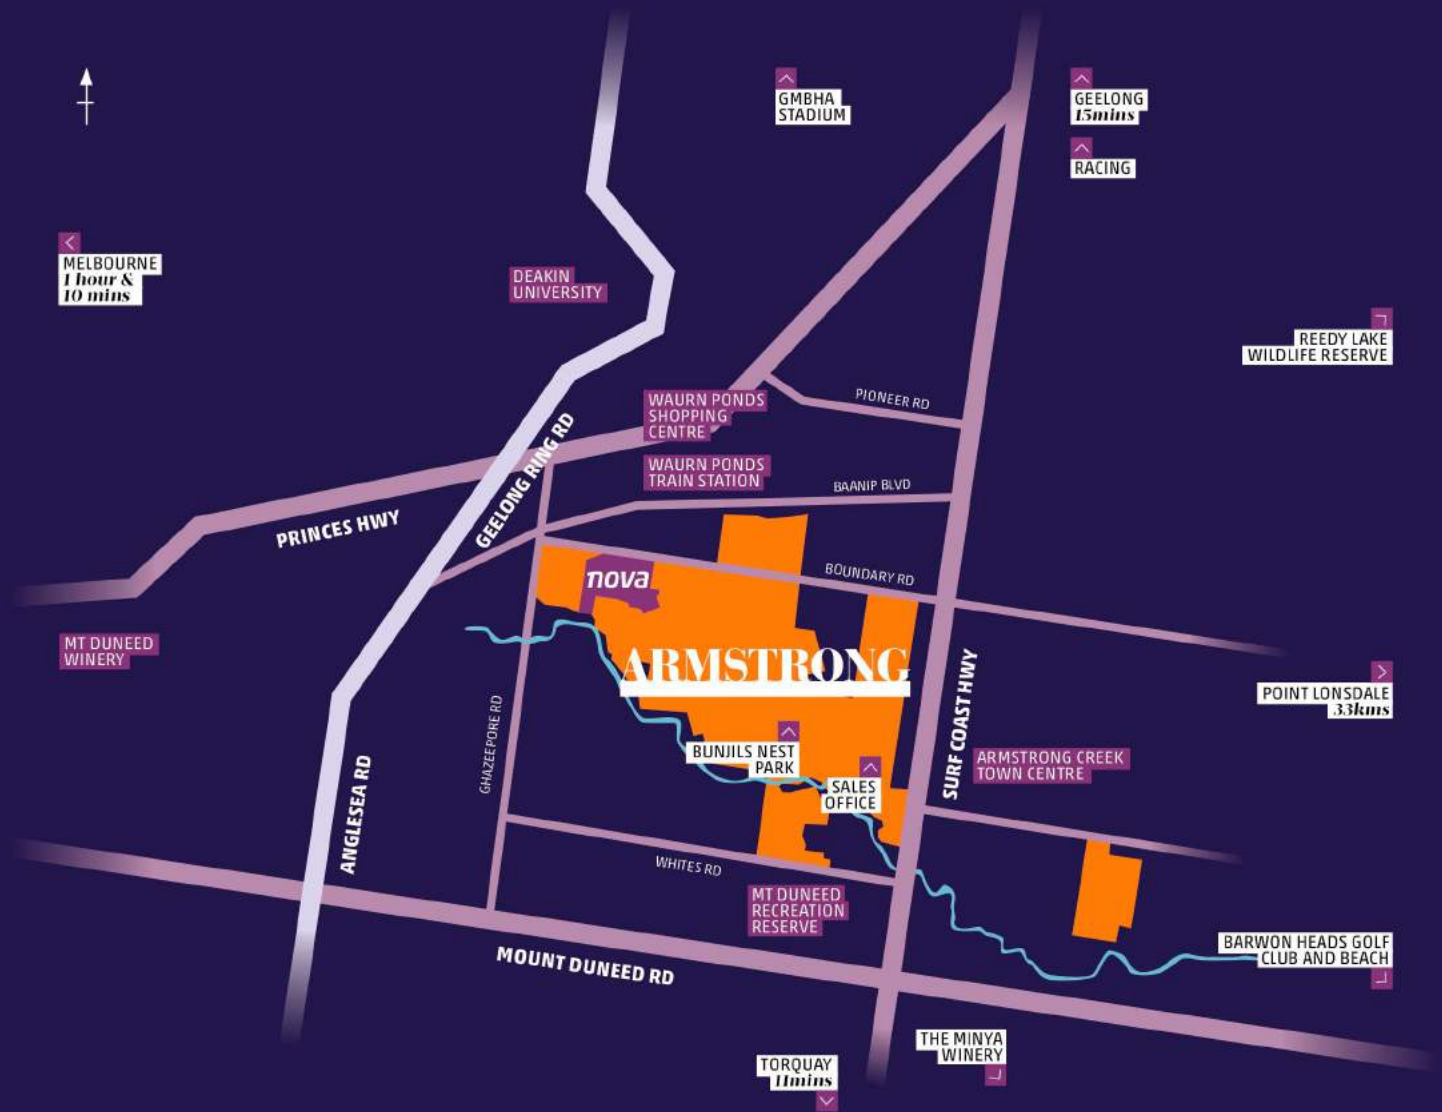 GMBHA
STADIUM
GEELONG
15mins
RACING
MELBOURNE
1 hour &
10 mins
DEAKIN
UNIVERSITY
REEDY LAKE
WILDLIFE RESERVE
WAURN PONDS
SHOPPING
CENTRE
PIONEER RD
GEELONG RING RD
WAURN PONDS
TRAIN STATION
BAANIP BLVD
PRINCES HWY
nova
BOUNDARY RD
MT DUNEED
WINERY
ARMSTRONG
SURF COAST HWY
POINT LONSDALE
33kms
GHAZEEPORE RD
BUNJILS NEST
PARK
ARMSTRONG CREEK
TOWN CENTRE
SALES
OFFICE
ANGLESEA RD
WHITES RD
MT DUNEED
RECREATION
RESERVE
BARWON HEADS GOLF
CLUB AND BEACH
MOUNT DUNEED RD
THE MINYA
WINERY
TORQUAY
11mins